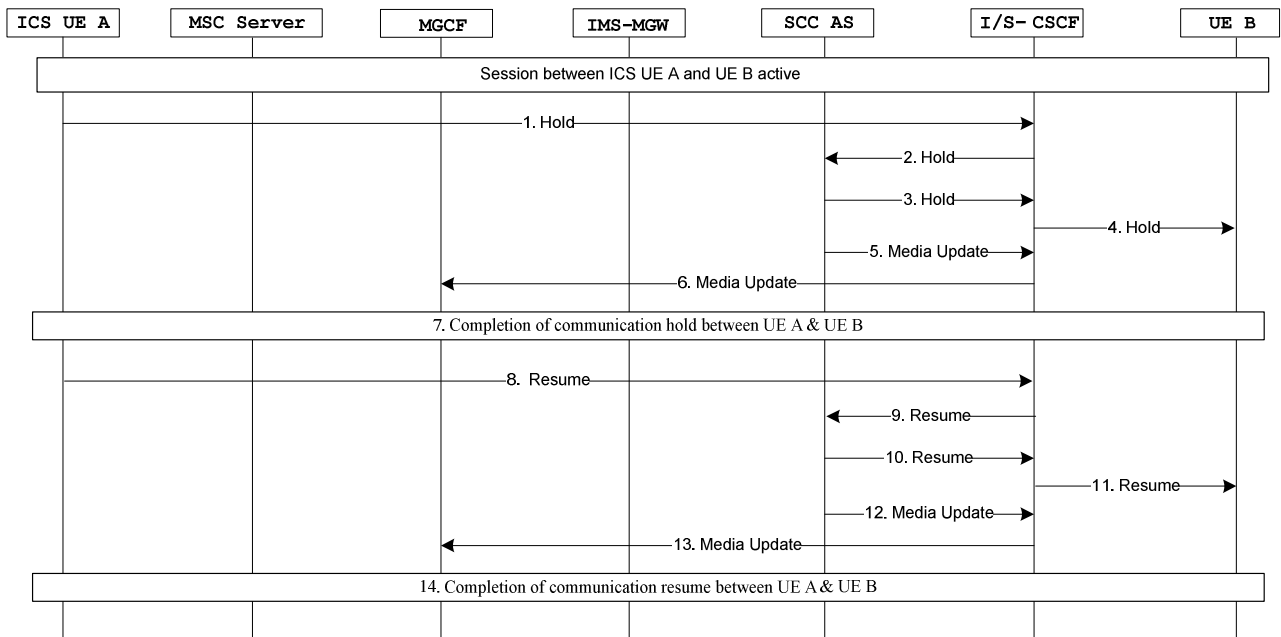 ICS UE A
MSC Server
MGCF
IMS-MGW
SCC AS
I/S- CSCF
UE B
Session between ICS UE A and UE B active
1. Hold
2. Hold
3. Hold
4. Hold
5. Media Update
6. Media Update
7. Completion of communication hold between UE A & UE B
8. Resume
9. Resume
10. Resume
11. Resume
12. Media Update
13. Media Update
14. Completion of communication resume between UE A & UE B